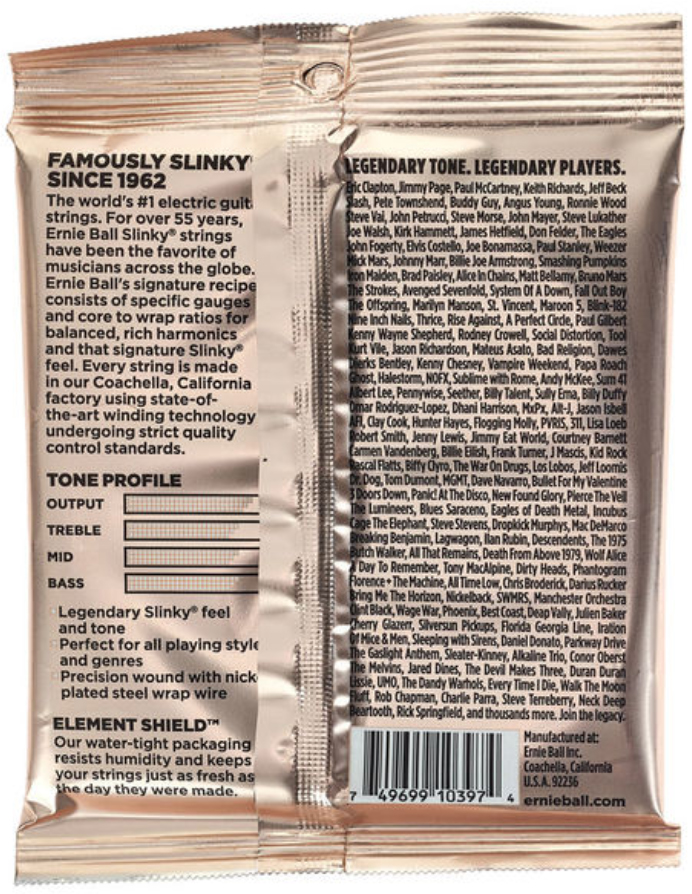 FAMOUSLY SLINKY
SINCE 1962
The world's #1 electric guit
strings. For over 55 years,
Ernie Ball Slinky® strings
have been the favorite of
musicians across the globe.
Ernie Ball's signature recipe
consists of specific gauges
and core to wrap ratios for
balanced, rich harmonics
and that signature Slinky®
feel. Every string is made
in our Coachella, California
factory using state-of-
the-art winding technology
undergoing strict quality
control standards.
TONE PROFILE
OUTPUT
TREBLE
MID
BASS
Legendary Slinky® feel
and tone
Perfect for all playing style
and genres
Precision wound with nick
plated steel wrap wire
ELEMENT SHIELD™
Our water-tight packaging
resists humidity and keeps
your strings just as fresh as
the day they were made.
LEGENDARY TONE. LEGENDARY PLAYERS.
Eric Clapton, Jimmy Page, Paul McCartney, Keith Richards, Jeff Beck
Slash, Pete Townshend, Buddy Guy, Angus Young, Ronnie Wood
Steve Vai, John Petrucci, Steve Morse, John Mayer, Steve Lukather
Joe Walsh, Kirk Hammett, James Hetfield, Don Felder, The Eagles
John Fogerty, Elvis Costello, Joe Bonamassa, Paul Stanley, Weezer
Mick Mars, Johnny Marr, Billie Joe Armstrong, Smashing Pumpkins
Iron Maiden, Brad Paisley, Alice In Chains, Matt Bellamy, Bruno Mars
The Strokes, Avenged Sevenfold, System Of A Down, Fall Out Boy
The Offspring, Marilyn Manson, St. Vincent, Maroon 5, Blink-182
Nine Inch Nails, Thrice, Rise Against, A Perfect Circle, Paul Gilbert
Kenny Wayne Shepherd, Rodney Crowell, Social Distortion, Tool
Kurt Vile, Jason Richardson, Mateus Asato, Bad Religion, Dawes
Dierks Bentley, Kenny Chesney, Vampire Weekend, Papa Roach
Ghost, Halestorm, NOFX, Sublime with Rome, Andy McKee, Sum 41
Albert Lee, Pennywise, Seether, Billy Talent, Sully Erna, Billy Duffy
Omar Rodriguez-Lopez, Dhani Harrison, MxPx, Alt-J, Jason Isbell
AFI, Clay Cook, Hunter Hayes, Flogging Molly, PVRIS, 311, Lisa Loeb
Robert Smith, Jenny Lewis, Jimmy Eat World, Courtney Barnett
Carmen Vandenberg, Billie Eilish, Frank Turner, J Mascis, Kid Rock
Rascal Flatts, Biffy Clyro, The War On Drugs, Los Lobos, Jeff Loomis
Dr. Dog, Tom Dumont, MGMT, Dave Navarro, Bullet For My Valentine
3 Doors Down, Panic! At The Disco, New Found Glory, Pierce The Veil
The Lumineers, Blues Saraceno, Eagles of Death Metal, Incubus
Cage The Elephant, Steve Stevens, Dropkick Murphys, Mac DeMarco
Breaking Benjamin, Lagwagon, Ilan Rubin, Descendents, The 1975
Butch Walker, All That Remains, Death From Above 1979, Wolf Alice
A Day To Remember, Tony MacAlpine, Dirty Heads, Phantogram
Florence + The Machine, All Time Low, Chris Broderick, Darius Rucker
Bring Me The Horizon, Nickelback, SWMRS, Manchester Orchestra
Clint Black, Wage War, Phoenix, Best Coast, Deap Vally, Julien Baker
Cherry Glazerr, Silversun Pickups, Florida Georgia Line, Iration
Of Mice & Men, Sleeping with Sirens, Daniel Donato, Parkway Drive
The Gaslight Anthem, Sleater-Kinney, Alkaline Trio, Conor Oberst
The Melvins, Jared Dines, The Devil Makes Three, Duran Duran
Lissie, UMO, The Dandy Warhols, Every Time I Die, Walk The Moon
Fluff, Rob Chapman, Charlie Parra, Steve Terreberry, Neck Deep
Beartooth, Rick Springfield, and thousands more. Join the legacy.
7 49699 10397 4
Manufactured at:
Ernie Ball Inc.
Coachella, California
U.S.A. 92236
ernieball.com